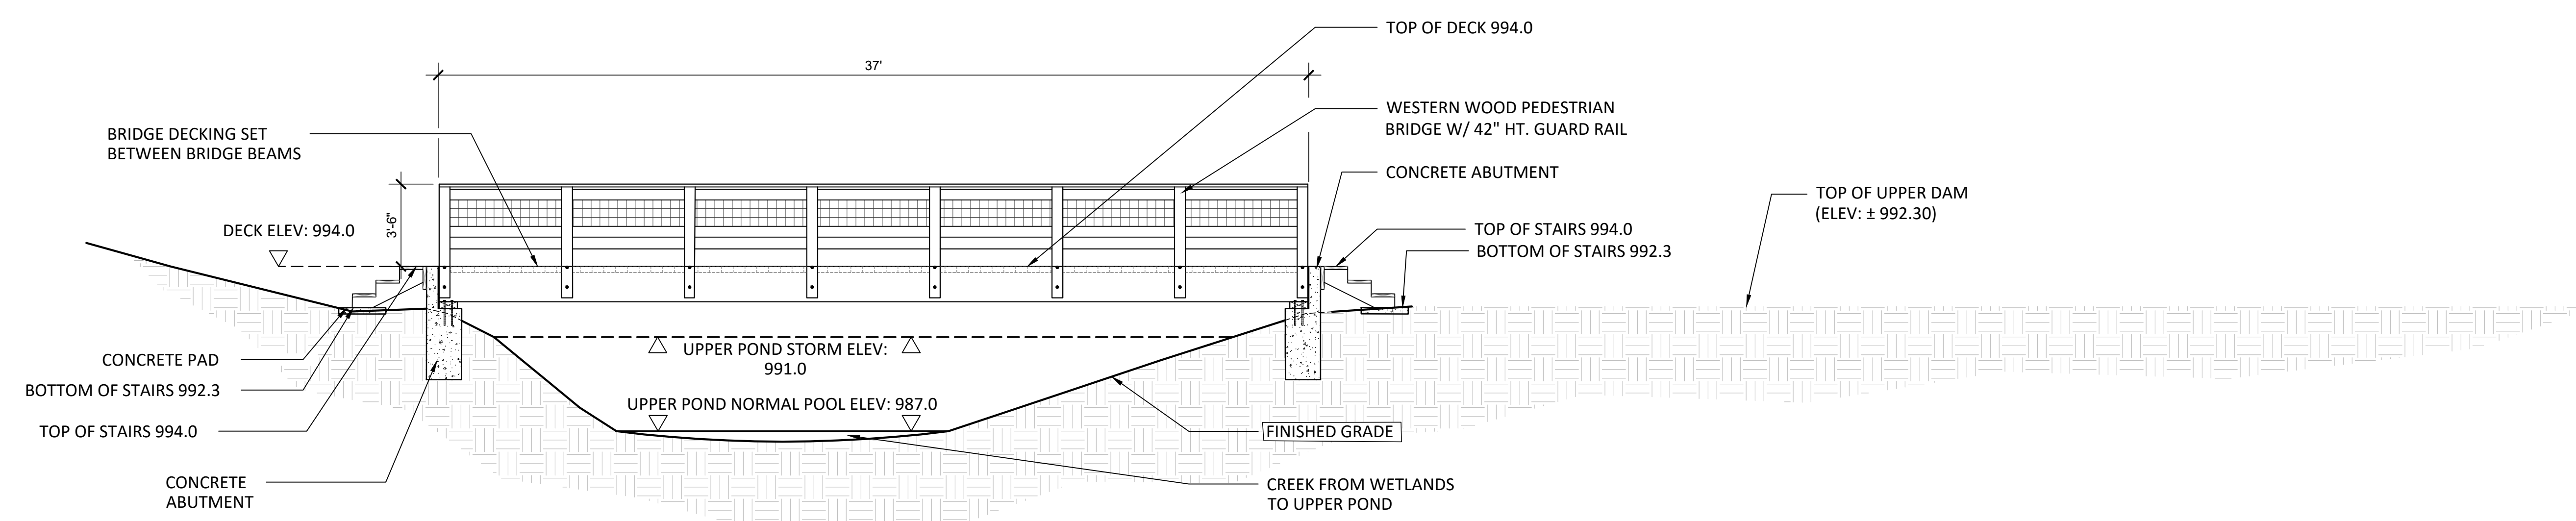 TOP OF DECK 994.0
37'
WESTERN WOOD PEDESTRIAN
BRIDGE W/ 42" HT. GUARD RAIL
BRIDGE DECKING SET
BETWEEN BRIDGE BEAMS
CONCRETE ABUTMENT
TOP OF UPPER DAM
(ELEV: ± 992.30)
3'-6"
DECK ELEV: 994.0
TOP OF STAIRS 994.0
BOTTOM OF STAIRS 992.3
UPPER POND STORM ELEV:
991.0
CONCRETE PAD
BOTTOM OF STAIRS 992.3
UPPER POND NORMAL POOL ELEV: 987.0
TOP OF STAIRS 994.0
FINISHED GRADE
CONCRETE
ABUTMENT
CREEK FROM WETLANDS
TO UPPER POND